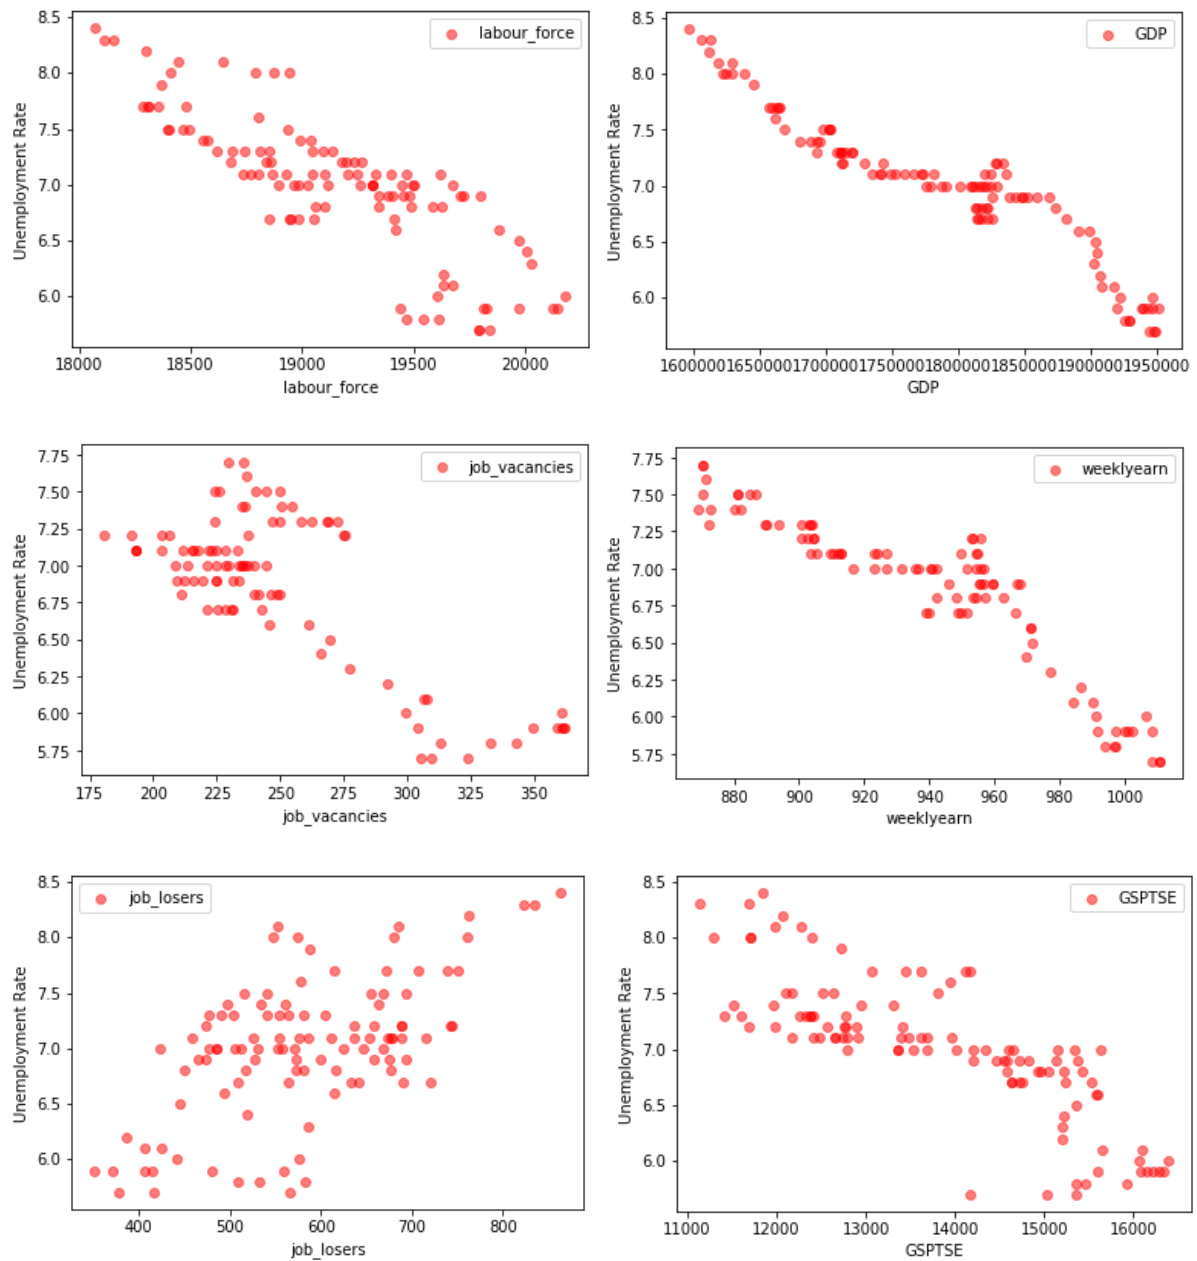 8.5
8.0
7.5
7.0
6.5
6.0
Unemployment Rate
labour_force
18000 18500 19000 19500 20000
labour_force
8.5
8.0
7.5
7.0
6.5
6.0
Unemployment Rate
GDP
1600000 1650000 1700000 1750000 1800000 1850000 1900000 1950000
GDP
7.75
7.50
7.25
7.00
6.75
6.50
6.25
6.00
5.75
Unemployment Rate
job_vacancies
175 200 225 250 275 300 325 350
job_vacancies
7.75
7.50
7.25
7.00
6.75
6.50
6.25
6.00
5.75
Unemployment Rate
weeklyearn
880 900 920 940 960 980 1000
weeklyearn
8.5
8.0
7.5
7.0
6.5
6.0
Unemployment Rate
job_losers
400 500 600 700 800
job_losers
8.5
8.0
7.5
7.0
6.5
6.0
Unemployment Rate
GSPTSE
11000 12000 13000 14000 15000 16000
GSPTSE